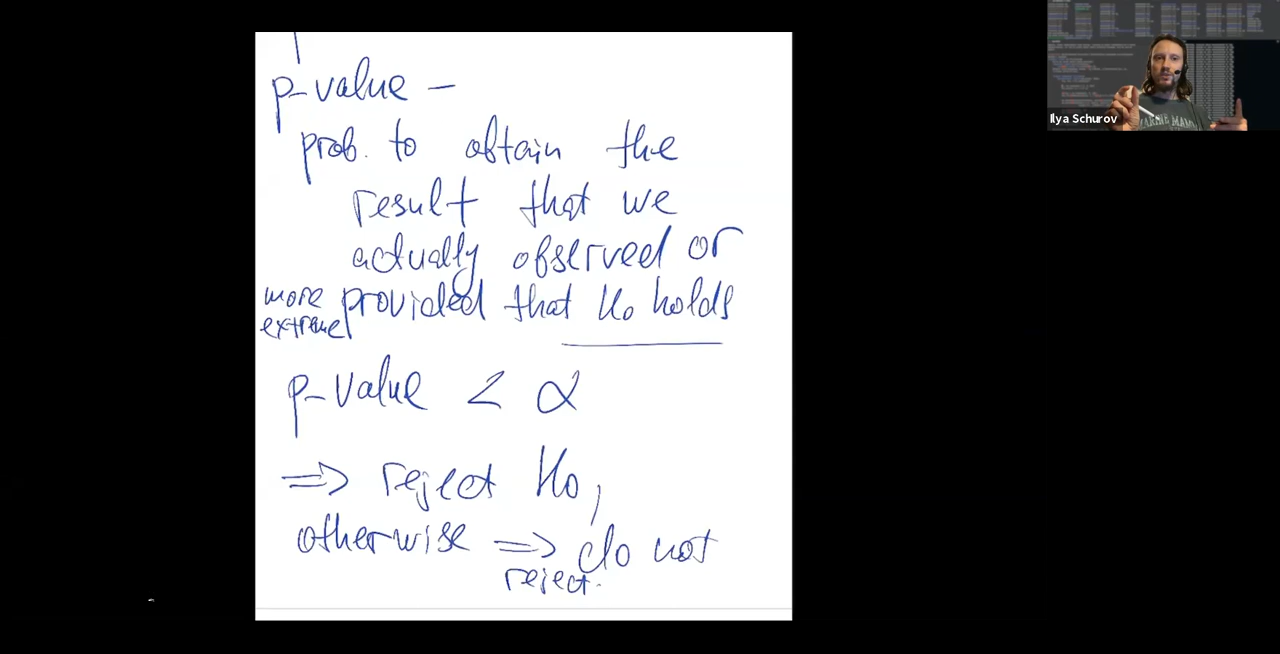 p-value –
prob. to obtain the
result that we
actually observed or
more extreme provided that H₀ holds
p-value < α
⇒ reject H₀,
otherwise ⇒ do not
reject.
Ilya Schurov